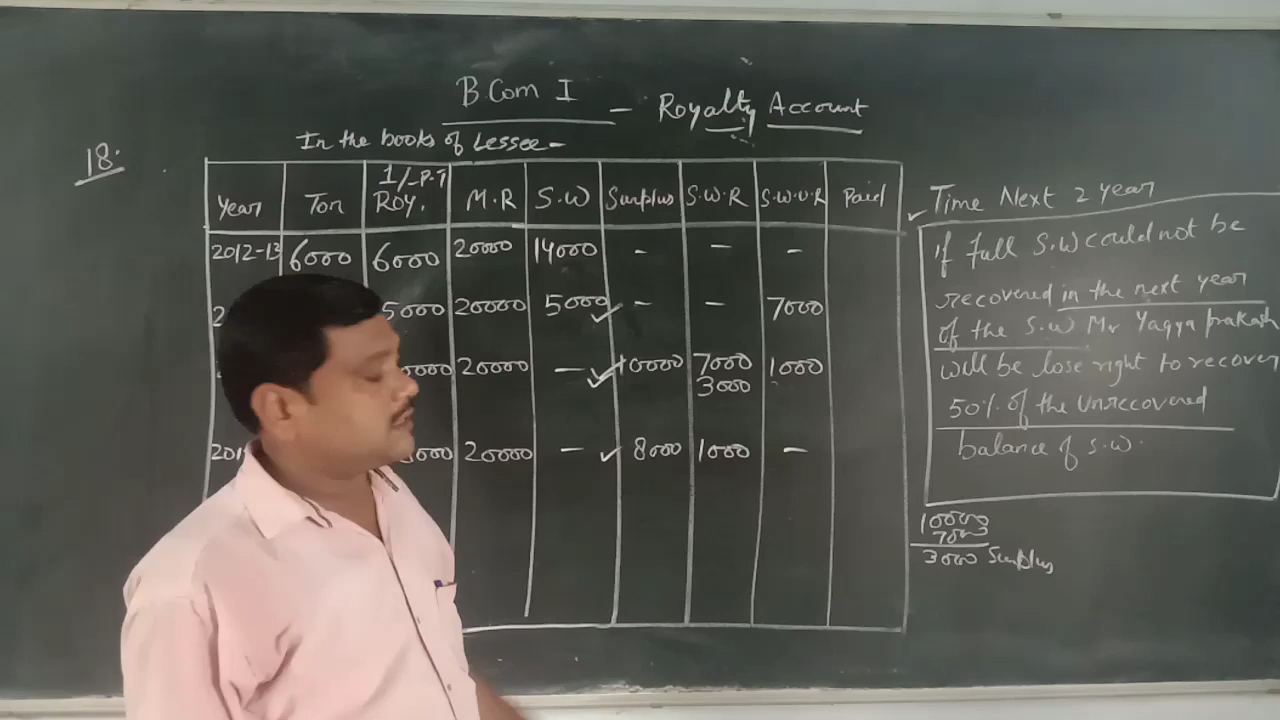 B.Com I - Royalty Account
18.
In the books of Lessee -
Year Ton 1/- P.T Roy. M.R S.W Surplus S.W.R S.W.U.R Paid
2012-13 6000 6000 20000 14000 - - -
5000 20000 5000 - - 7000
20000 - 10000 7000 1000
3000
20000 - 8000 1000 -
Time Next 2 year
If full S.W could not be
recovered in the next year
of the S.W Mr Yagya prakash
will be lose right to recover
50% of the Unrecovered
balance of S.W.
10000
7000
3000 Surplus